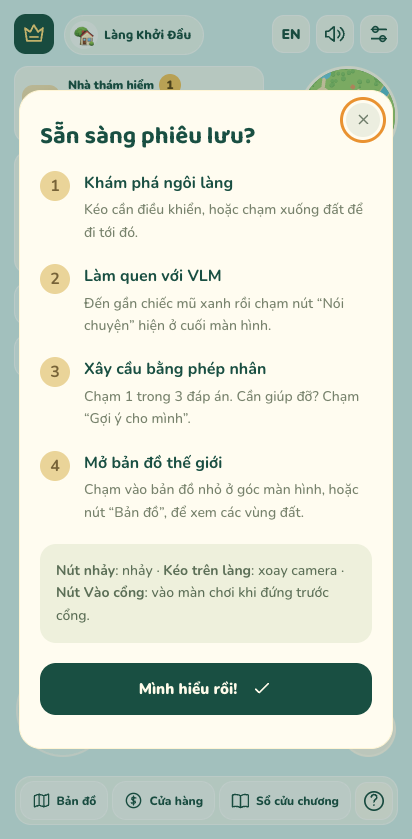 Làng Khởi Đầu
EN
Nhà thám hiểm 1
Sẵn sàng phiêu lưu?
1
Khám phá ngôi làng
Kéo cần điều khiển, hoặc chạm xuống đất để
đi tới đó.
2
Làm quen với VLM
Đến gần chiếc mũ xanh rồi chạm nút “Nói
chuyện” hiện ở cuối màn hình.
3
Xây cầu bằng phép nhân
Chạm 1 trong 3 đáp án. Cần giúp đỡ? Chạm
“Gợi ý cho mình”.
4
Mở bản đồ thế giới
Chạm vào bản đồ nhỏ ở góc màn hình, hoặc
nút “Bản đồ”, để xem các vùng đất.
Nút nhảy: nhảy · Kéo trên làng: xoay camera ·
Nút Vào cổng: vào màn chơi khi đứng trước
cổng.
Mình hiểu rồi!
Bản đồ
Cửa hàng
Sổ cửu chương